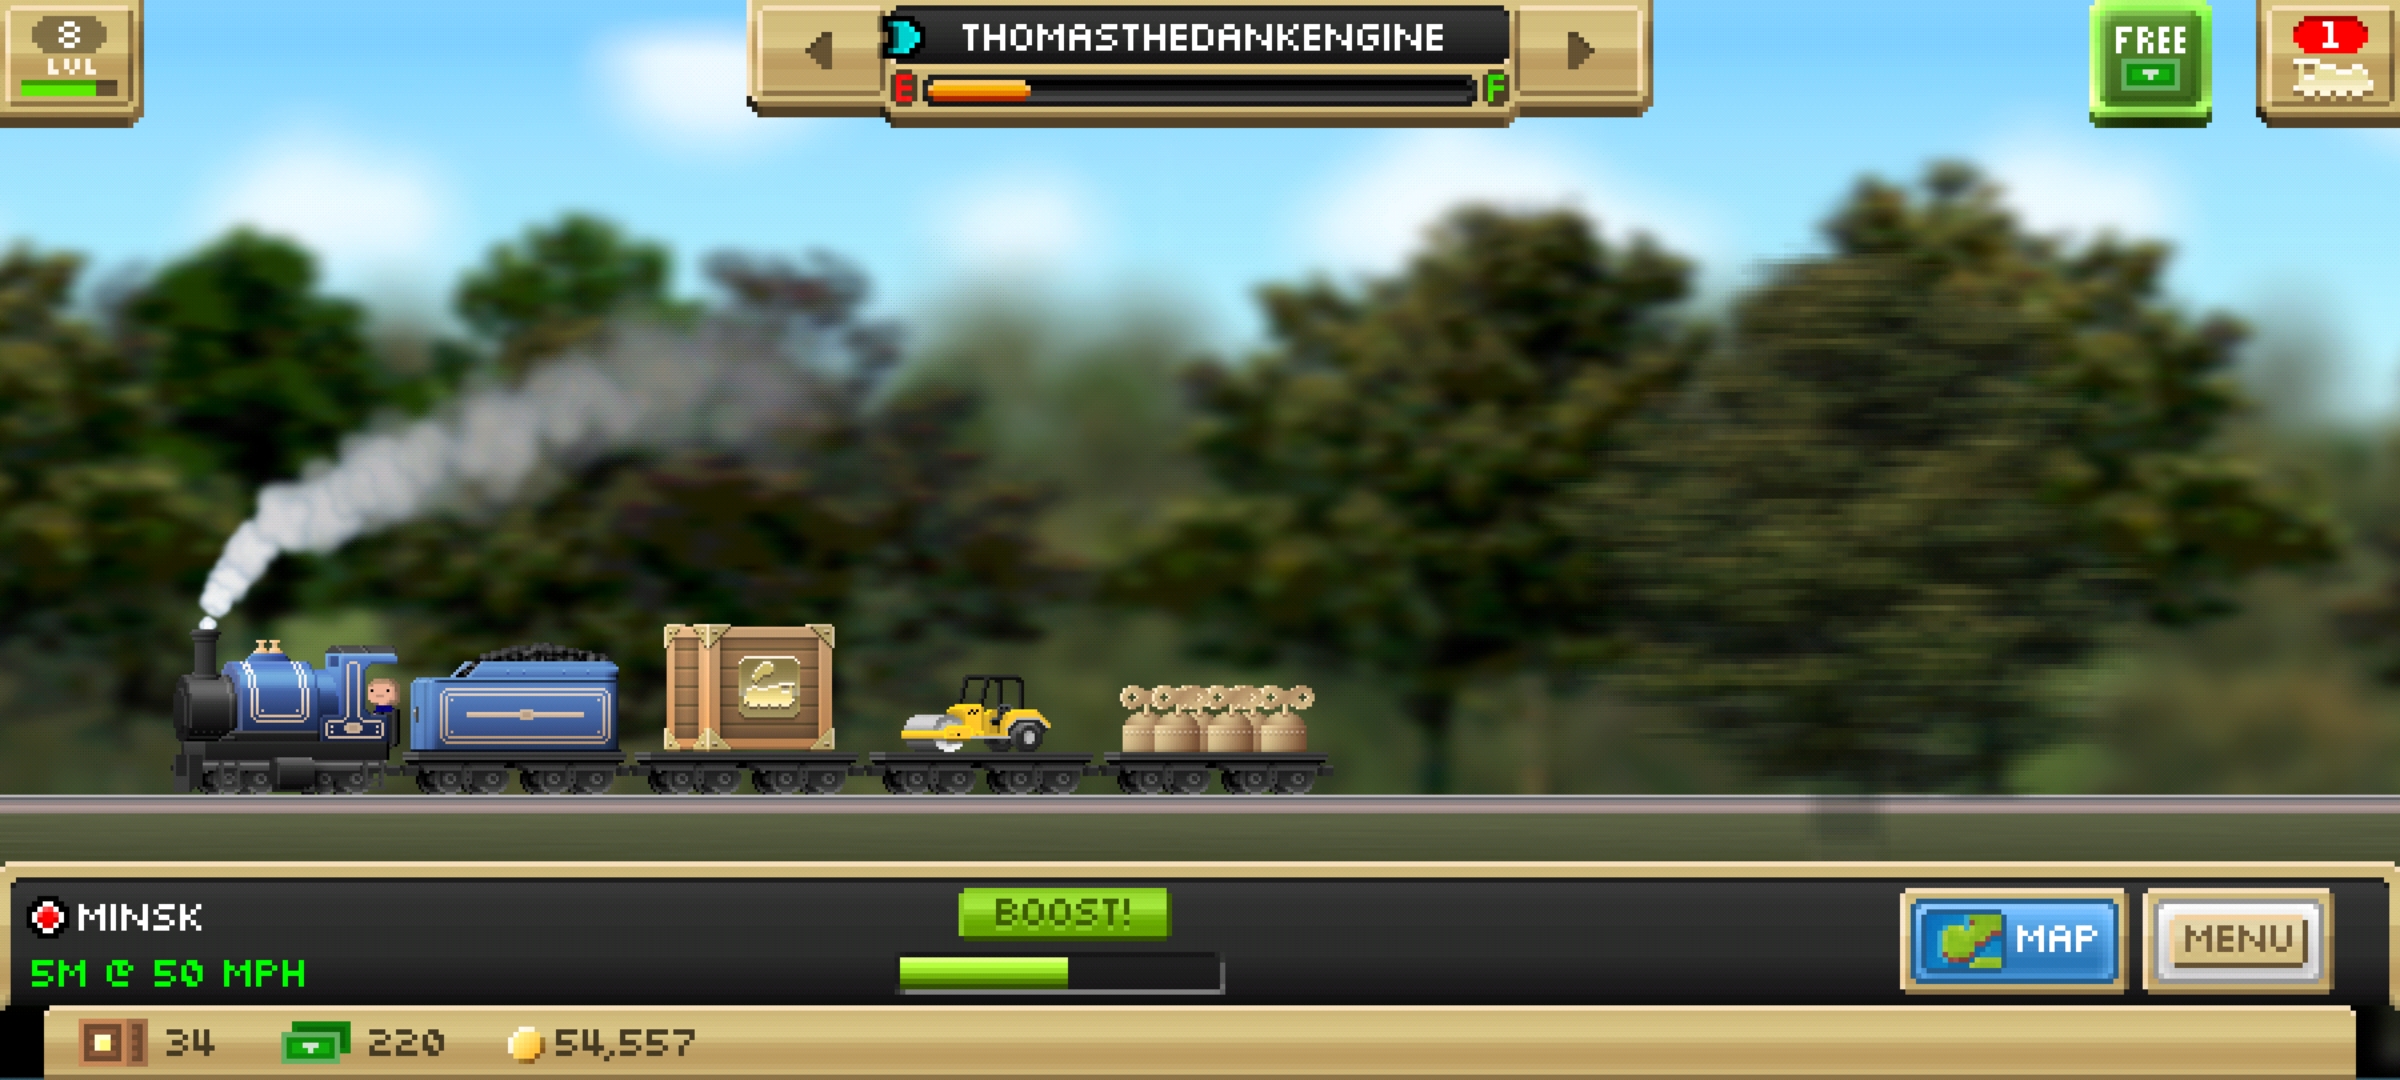 8
LVL
THOMASTHEDANKENGINE
E F
FREE
1
MINSK
5M @ 50 MPH
BOOST!
MAP
MENU
34 220 54,557